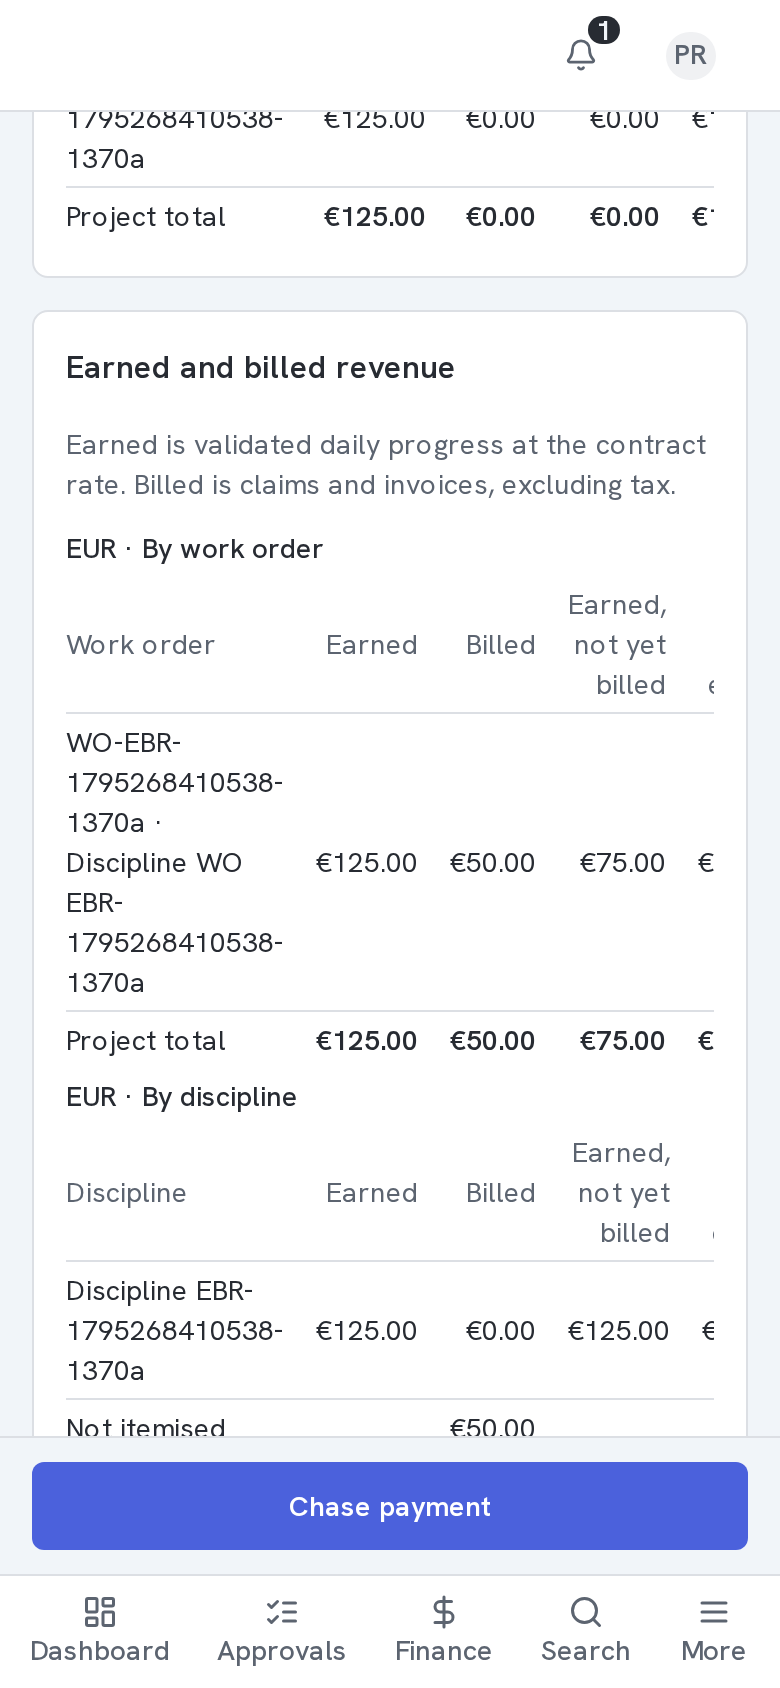 1
PR
1795268410538- €125.00 €0.00 €0.00
1370a
Project total €125.00 €0.00 €0.00
Earned and billed revenue
Earned is validated daily progress at the contract
rate. Billed is claims and invoices, excluding tax.
EUR · By work order
Earned,
Work order Earned Billed not yet
billed
WO-EBR-
1795268410538-
1370a ·
Discipline WO €125.00 €50.00 €75.00 €
EBR-
1795268410538-
1370a
Project total €125.00 €50.00 €75.00 €
EUR · By discipline
Earned,
Discipline Earned Billed not yet
billed
Discipline EBR-
1795268410538- €125.00 €0.00 €125.00 €
1370a
Not itemised €50.00
Chase payment
Dashboard Approvals Finance Search More